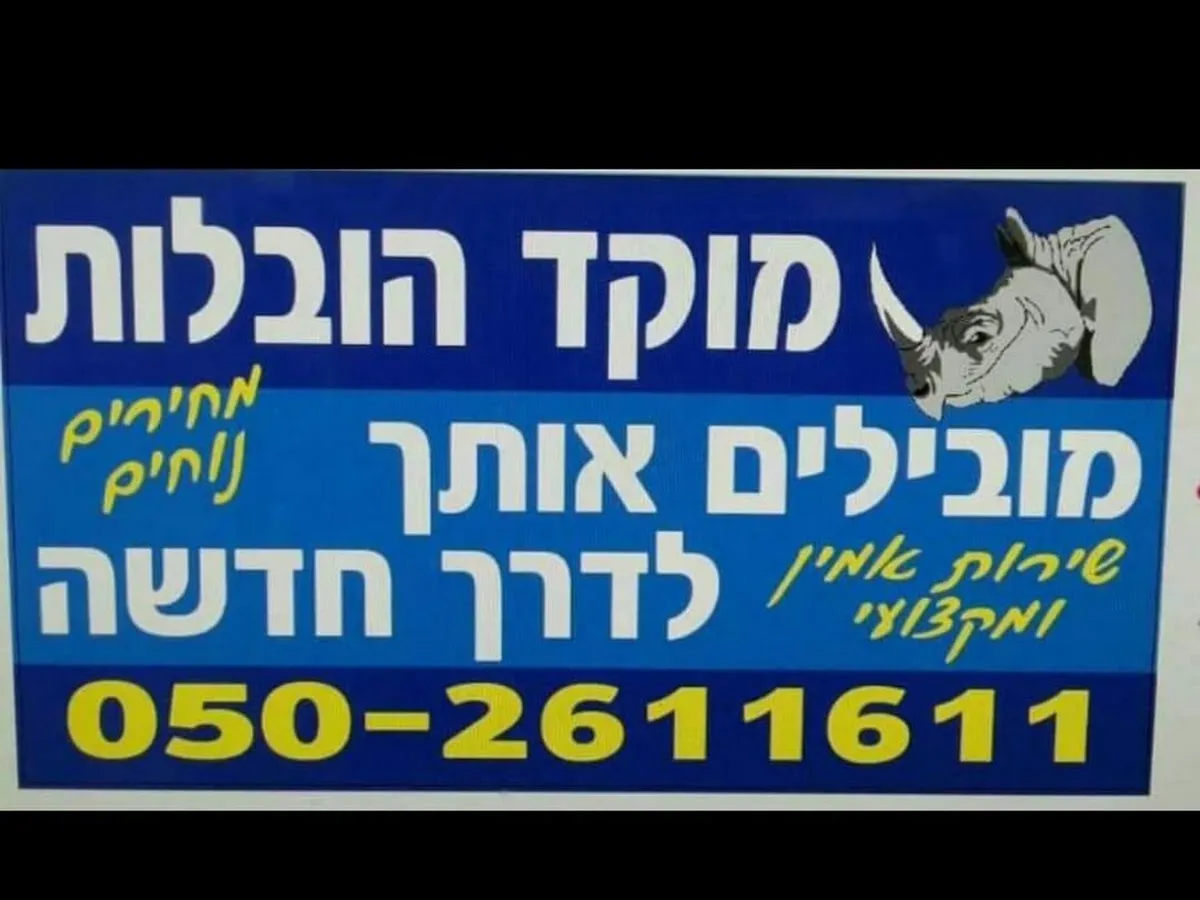 מוקד הובלות
מובילים אותך
לדרך חדשה
מחירים
נוחים
שירות אמין
ומקצועי
050-2611611